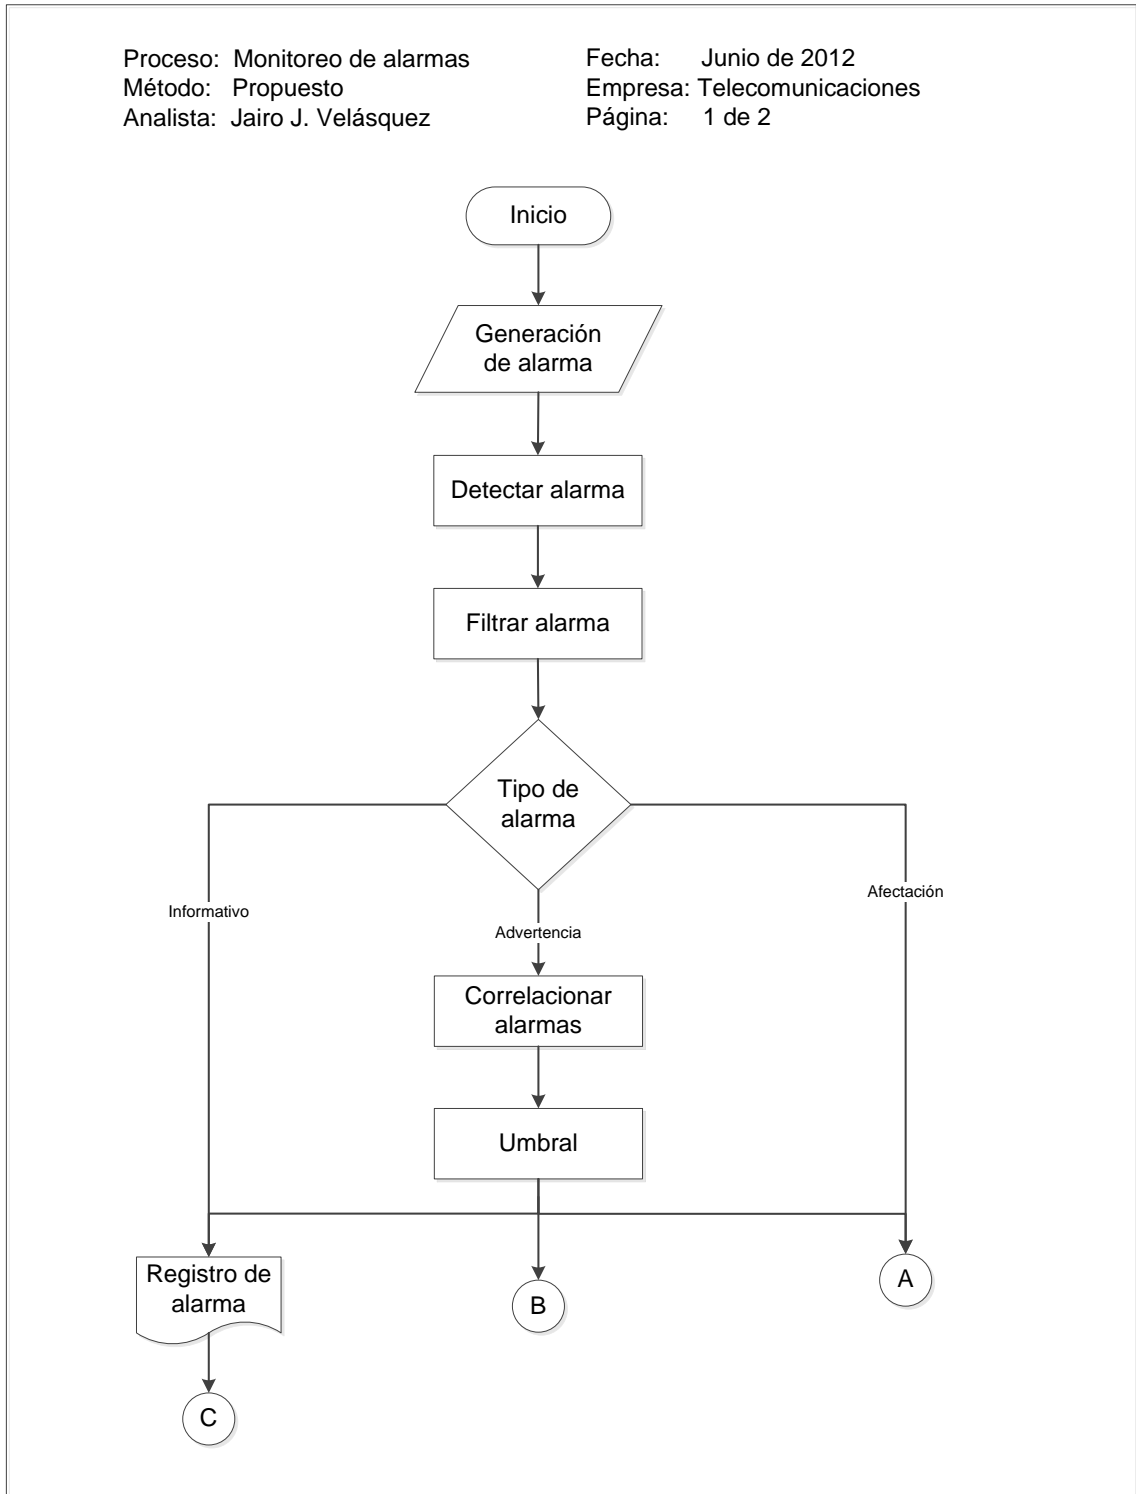 Proceso: Monitoreo de alarmas
Método: Propuesto
Analista: Jairo J. Velásquez
Fecha: Junio de 2012
Empresa: Telecomunicaciones
Página: 1 de 2
Inicio
Generación
de alarma
Detectar alarma
Filtrar alarma
Tipo de
alarma
Informativo
Advertencia
Afectación
Correlacionar
alarmas
Umbral
Registro de
alarma
B
A
C